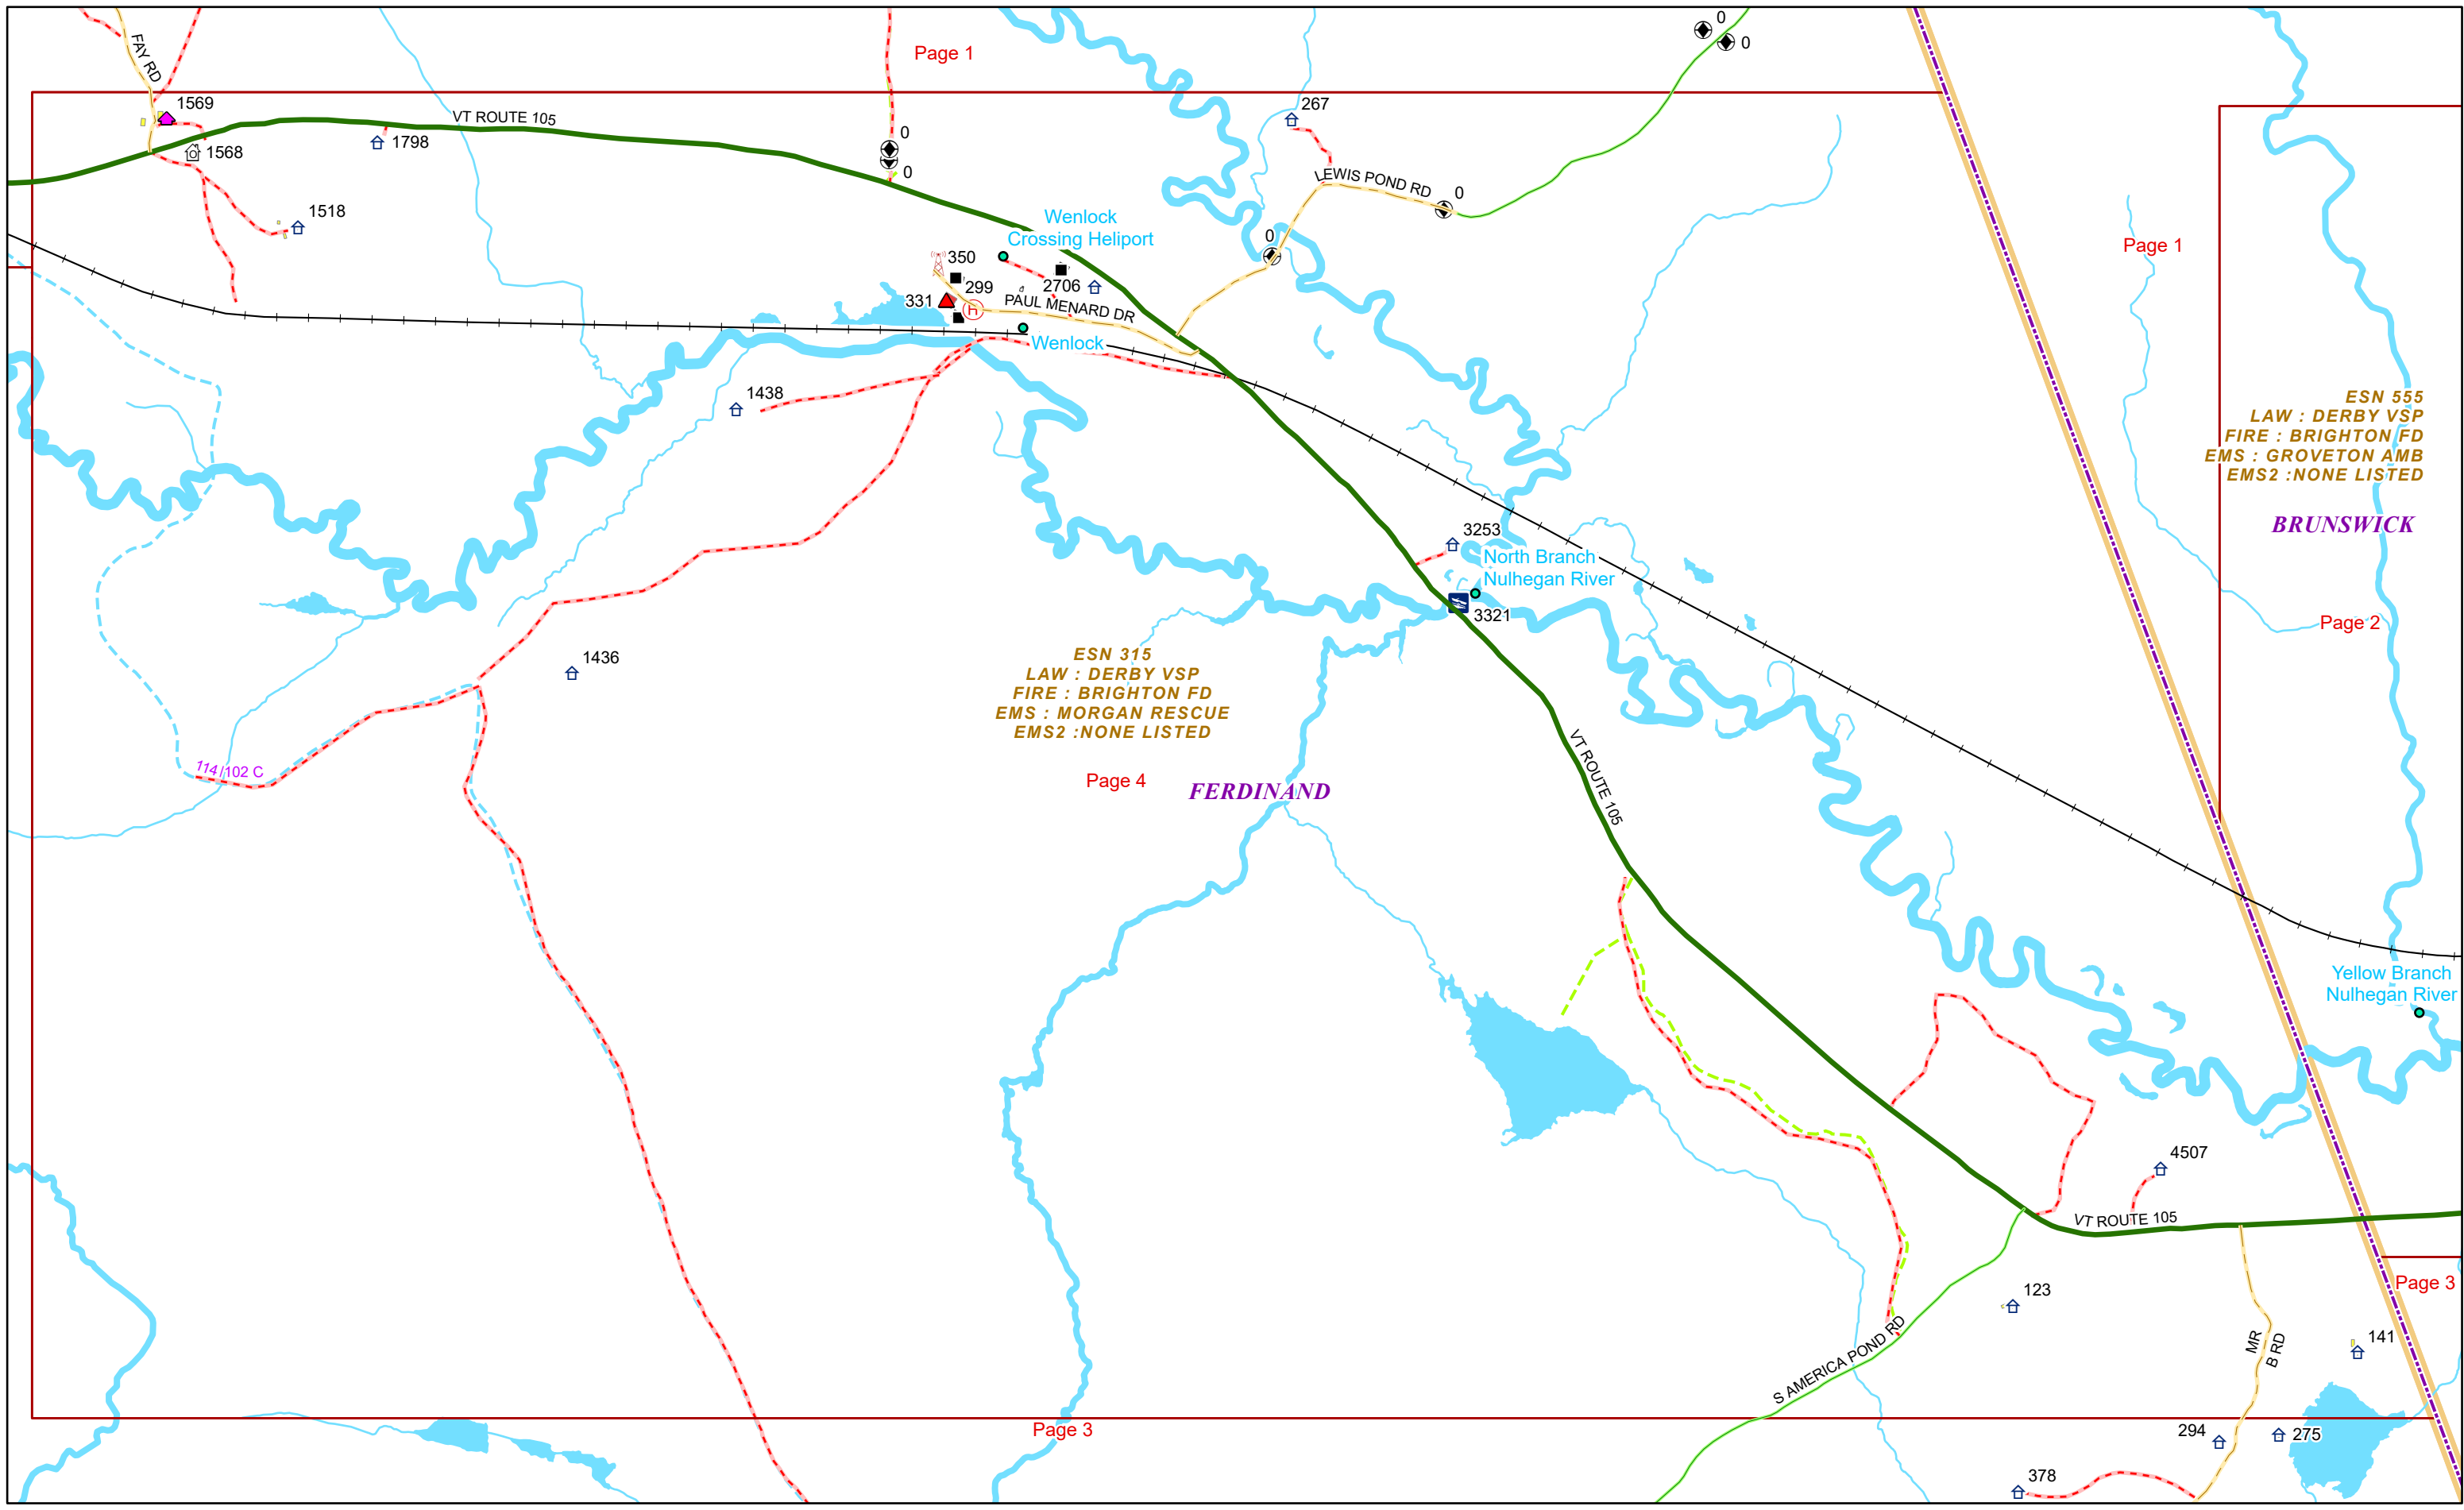 FAY RD
Page 1
0
0
1569
VT ROUTE 105
267
1568
1798
0
0
LEWIS POND RD
0
1518
Wenlock
Crossing Heliport
0
Page 1
350
299
2706
331
PAUL MENARD DR
H
Wenlock
1438
ESN 555
LAW : DERBY VSP
FIRE : BRIGHTON FD
EMS : GROVETON AMB
EMS2 :NONE LISTED
BRUNSWICK
3253
North Branch
Nulhegan River
3321
Page 2
1436
ESN 315
LAW : DERBY VSP
FIRE : BRIGHTON FD
EMS : MORGAN RESCUE
EMS2 :NONE LISTED
114/102 C
Page 4
FERDINAND
VT ROUTE 105
Yellow Branch
Nulhegan River
4507
VT ROUTE 105
123
Page 3
S AMERICA POND RD
MR
B RD
141
Page 3
294
275
378